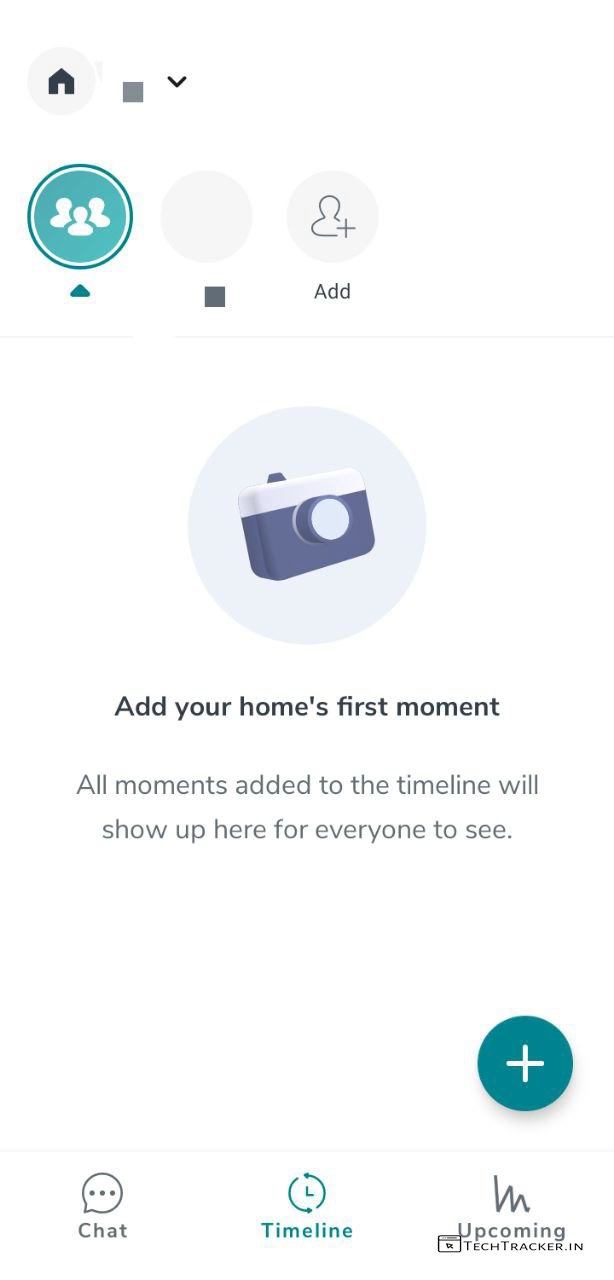 Add
Add your home's first moment
All moments added to the timeline will
show up here for everyone to see.
Chat
Timeline
Upcoming
TechTracker.in